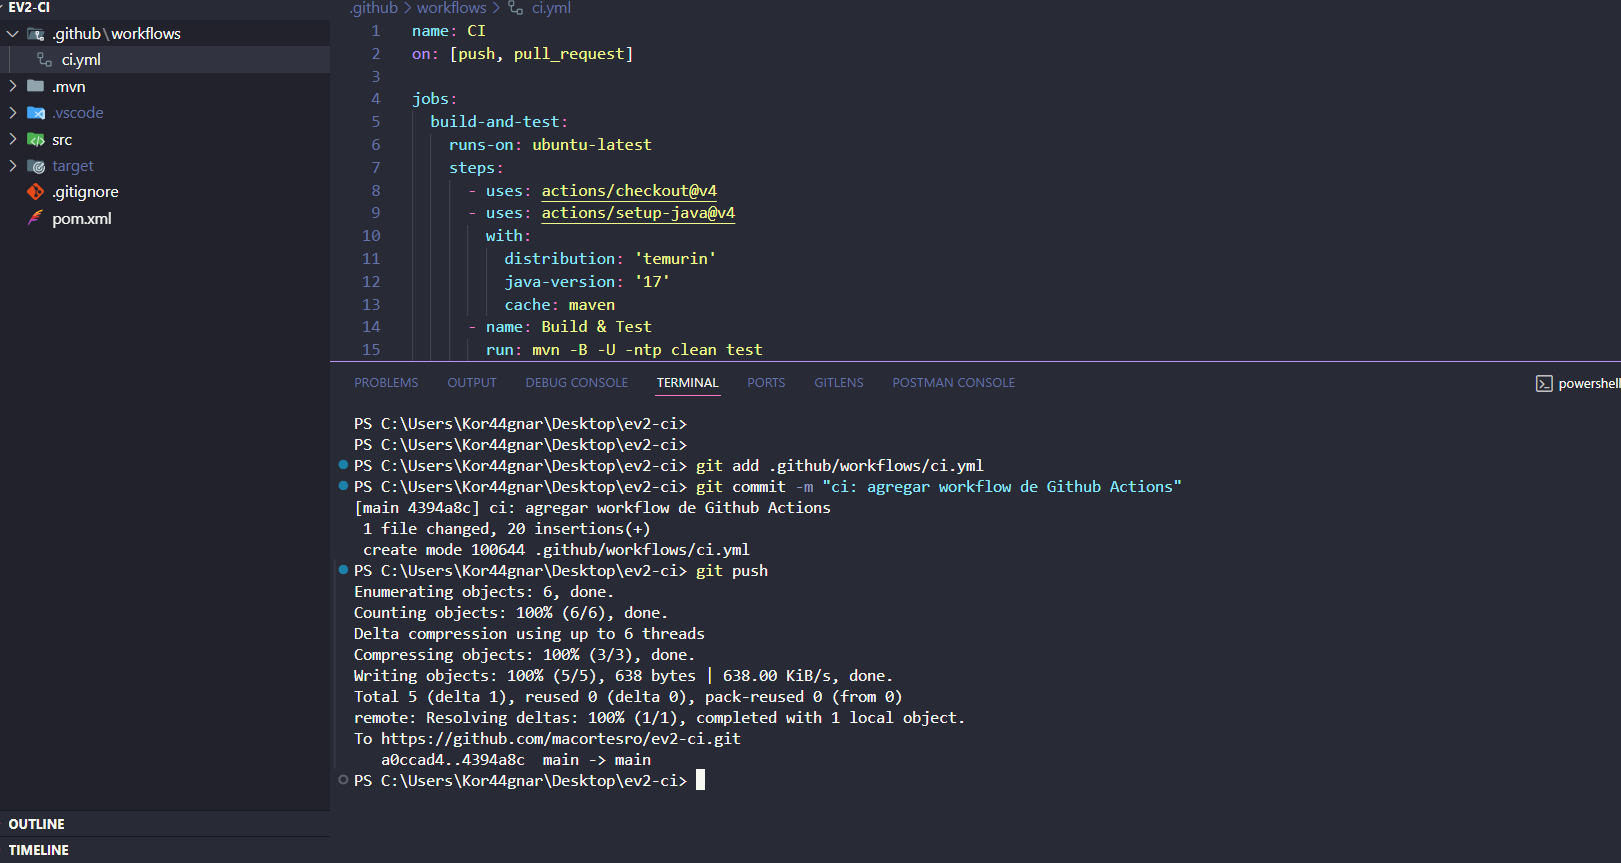 EV2-CI
.github\workflows
ci.yml
.mvn
.vscode
src
target
.gitignore
pom.xml
OUTLINE
TIMELINE
.github > workflows > ci.yml
1 name: CI
2 on: [push, pull_request]
3
4 jobs:
5 build-and-test:
6 runs-on: ubuntu-latest
7 steps:
8 - uses: actions/checkout@v4
9 - uses: actions/setup-java@v4
10 with:
11 distribution: 'temurin'
12 java-version: '17'
13 cache: maven
14 - name: Build & Test
15 run: mvn -B -U -ntp clean test
PROBLEMS OUTPUT DEBUG CONSOLE TERMINAL PORTS GITLENS POSTMAN CONSOLE powershell
PS C:\Users\Kor44gnar\Desktop\ev2-ci>
PS C:\Users\Kor44gnar\Desktop\ev2-ci>
PS C:\Users\Kor44gnar\Desktop\ev2-ci> git add .github/workflows/ci.yml
PS C:\Users\Kor44gnar\Desktop\ev2-ci> git commit -m "ci: agregar workflow de Github Actions"
[main 4394a8c] ci: agregar workflow de Github Actions
1 file changed, 20 insertions(+)
create mode 100644 .github/workflows/ci.yml
PS C:\Users\Kor44gnar\Desktop\ev2-ci> git push
Enumerating objects: 6, done.
Counting objects: 100% (6/6), done.
Delta compression using up to 6 threads
Compressing objects: 100% (3/3), done.
Writing objects: 100% (5/5), 638 bytes | 638.00 KiB/s, done.
Total 5 (delta 1), reused 0 (delta 0), pack-reused 0 (from 0)
remote: Resolving deltas: 100% (1/1), completed with 1 local object.
To https://github.com/macortesro/ev2-ci.git
a0ccad4..4394a8c main -> main
PS C:\Users\Kor44gnar\Desktop\ev2-ci>